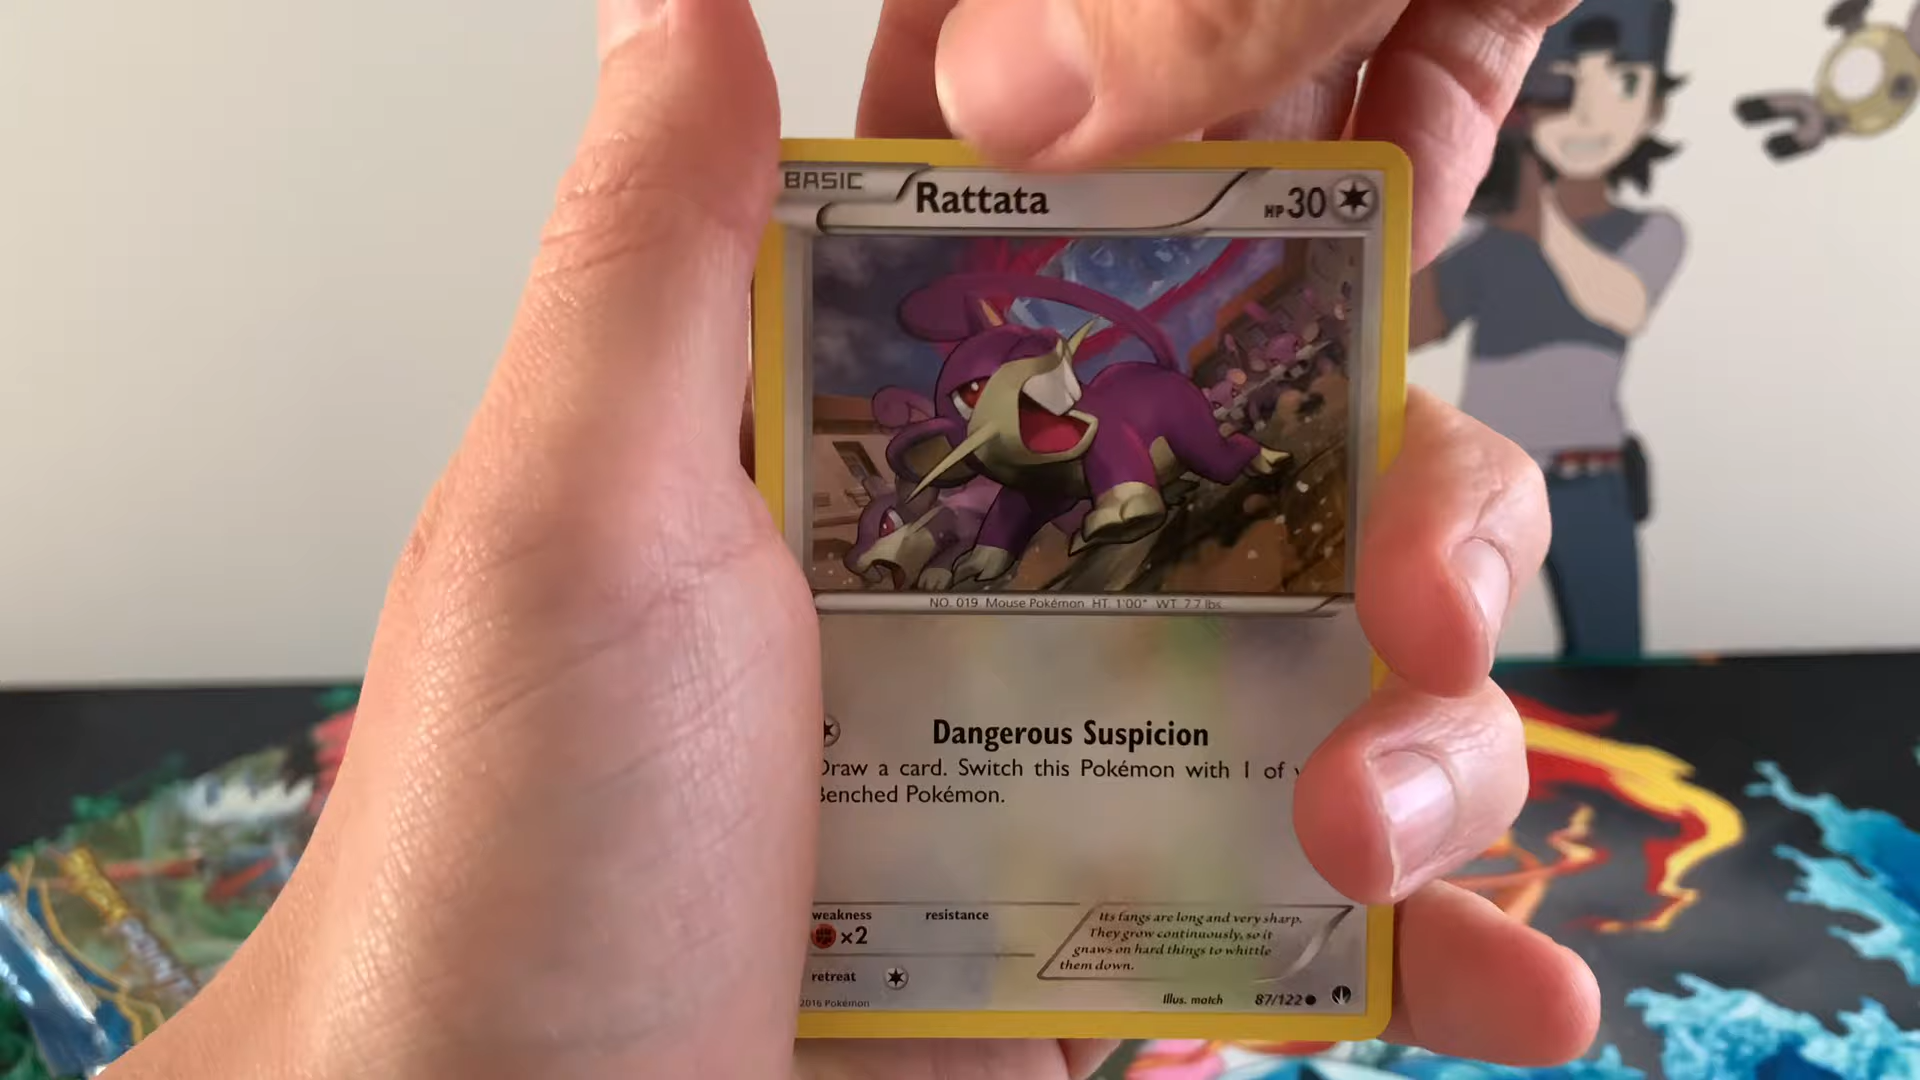 BASIC Rattata HP 30
NO. 019 Mouse Pokémon HT. 1'00" WT. 7.7 lbs.
Dangerous Suspicion
Draw a card. Switch this Pokémon with 1 of
Benched Pokémon.
weakness resistance
×2
retreat
Its fangs are long and very sharp.
They grow continuously, so it
gnaws on hard things to whittle
them down.
2016 Pokémon Illus. match 87/122